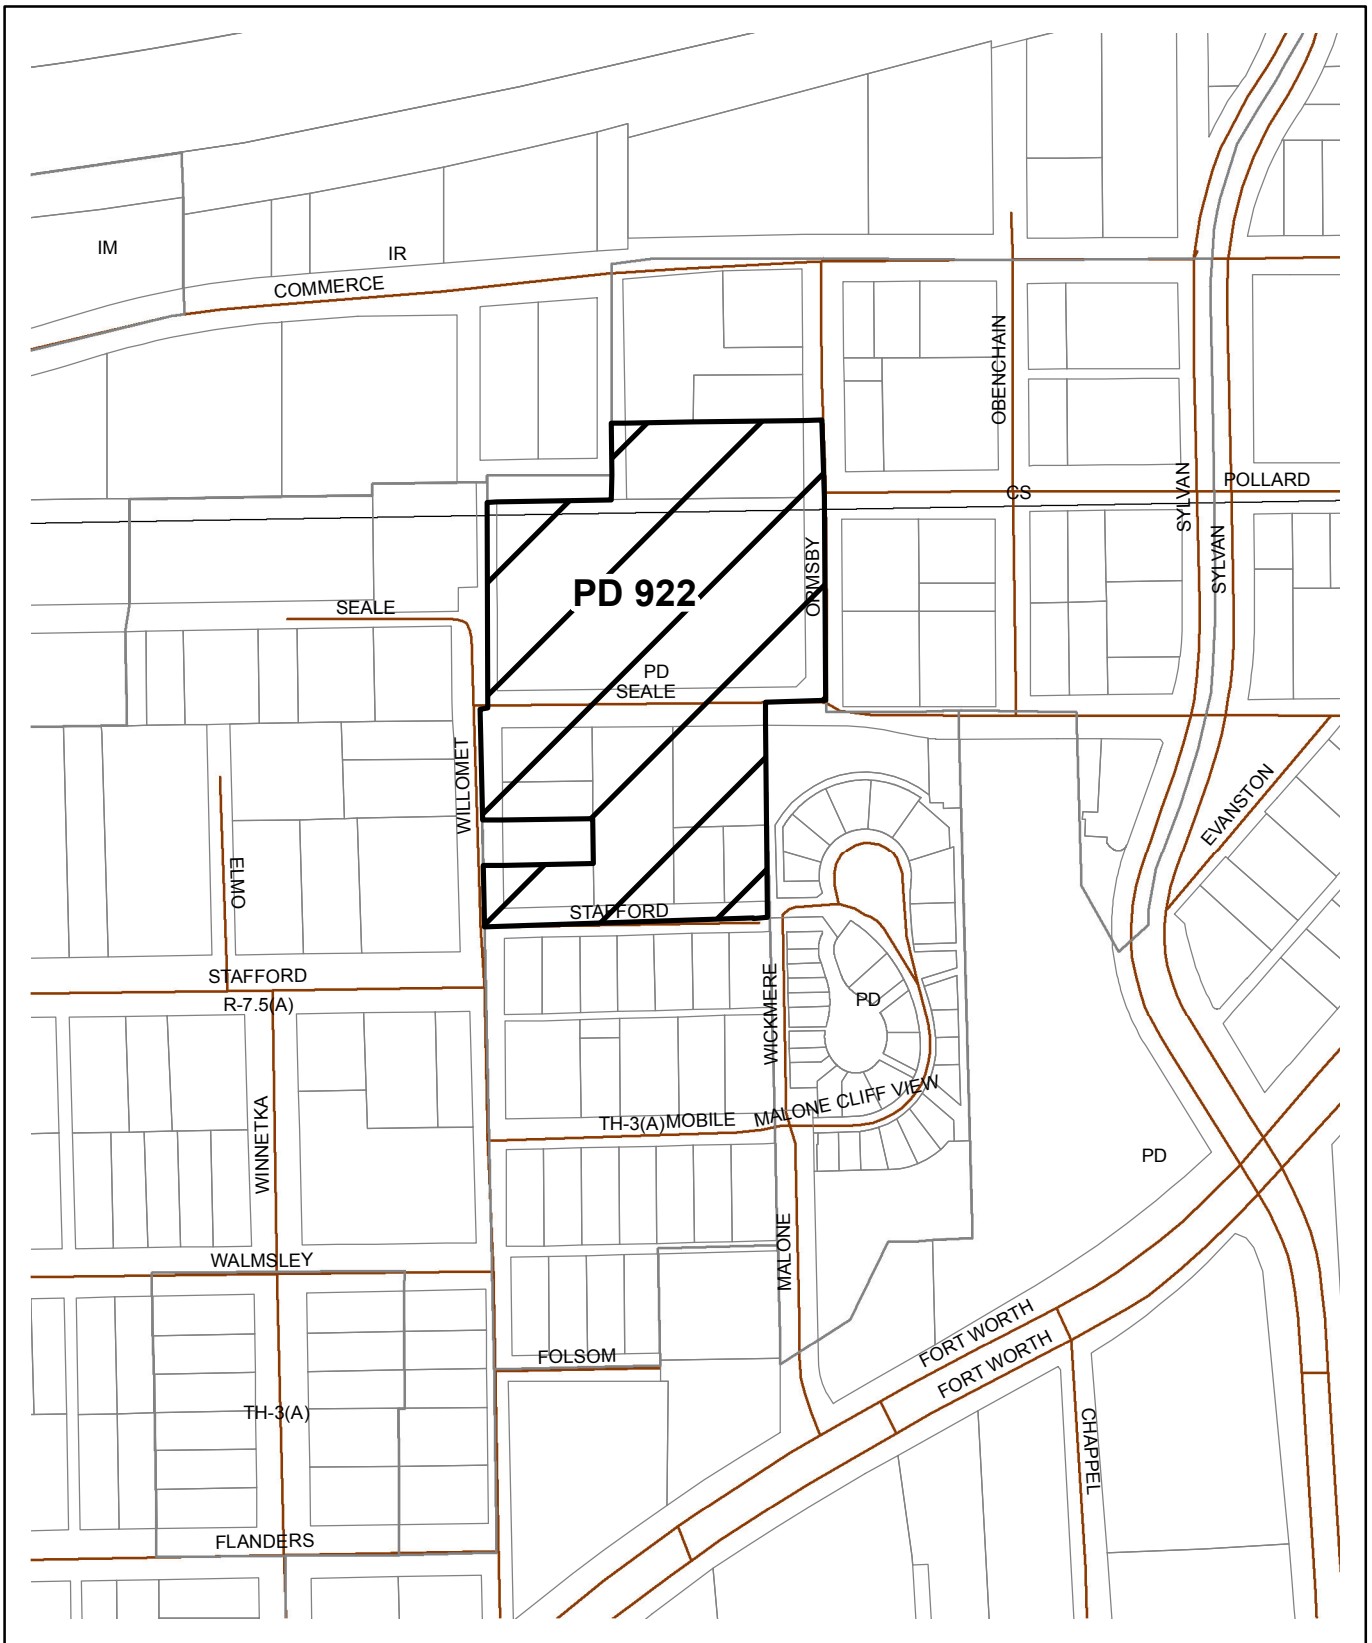 IM
IR
COMMERCE
OBENCHAIN
SYLVAN
POLLARD
CS
SYLVAN
ORMSBY
PD 922
SEALE
PD
SEALE
WILLOMET
EVANSTON
ELMO
STAFFORD
STAFFORD
R-7.5(A)
WICKMERE
PD
MALONE CLIFF VIEW
TH-3(A)
MOBILE
WINNETKA
PD
MALONE
WALMSLEY
FORT WORTH
FORT WORTH
FOLSOM
TH-3(A)
CHAPPEL
FLANDERS